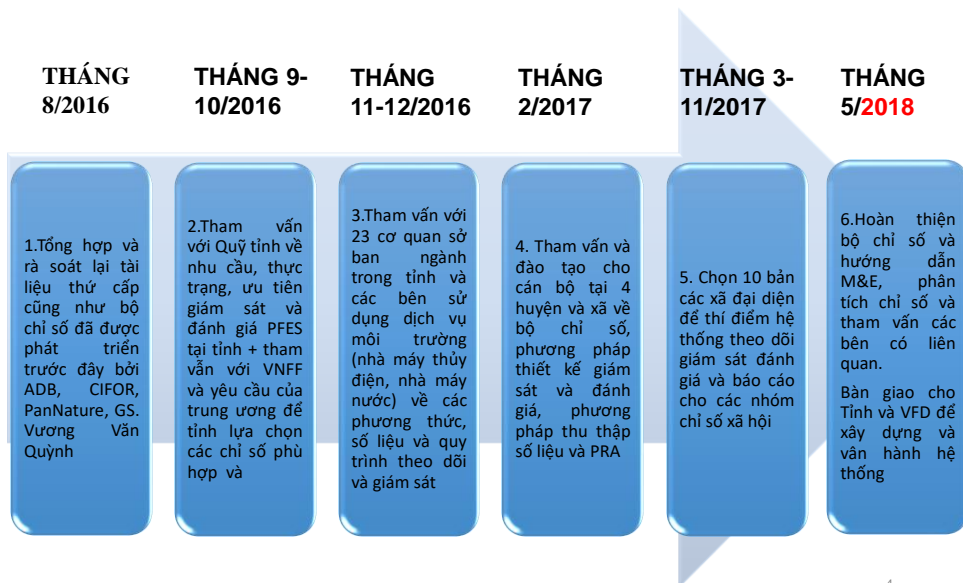 THÁNG
8/2016
THÁNG 9-
10/2016
THÁNG
11-12/2016
THÁNG
2/2017
THÁNG 3-
11/2017
THÁNG
5/2018
1.Tổng hợp và
rà soát lại tài
liệu thứ cấp
cũng như bộ
chỉ số đã được
phát triển
trước đây bởi
ADB, CIFOR,
PanNature, GS.
Vương Văn
Quỳnh
2.Tham vấn
với Quỹ tỉnh về
nhu cầu, thực
trạng, ưu tiên
giám sát và
đánh giá PFES
tại tỉnh + tham
vẫn với VNFF
và yêu cầu của
trung ương để
tỉnh lựa chọn
các chỉ số phù
hợp và
3.Tham vấn với
23 cơ quan sở
ban ngành
trong tỉnh và
các bên sử
dụng dịch vụ
môi trường
(nhà máy thủy
điện, nhà máy
nước) về các
phương thức,
số liệu và quy
trình theo dõi
và giám sát
4. Tham vấn và
đào tạo cho
cán bộ tại 4
huyện và xã về
bộ chỉ số,
phương pháp
thiết kế giám
sát và đánh
giá, phương
pháp thu thập
số liệu và PRA
5. Chọn 10 bản
các xã đại diện
để thí điểm hệ
thống theo dõi
giám sát đánh
giá và báo cáo
cho các nhóm
chỉ số xã hội
6.Hoàn thiện
bộ chỉ số và
hướng dẫn
M&E, phân
tích chỉ số và
tham vấn các
bên có liên
quan.
Bàn giao cho
Tỉnh và VFD để
xây dựng và
vân hành hệ
thống